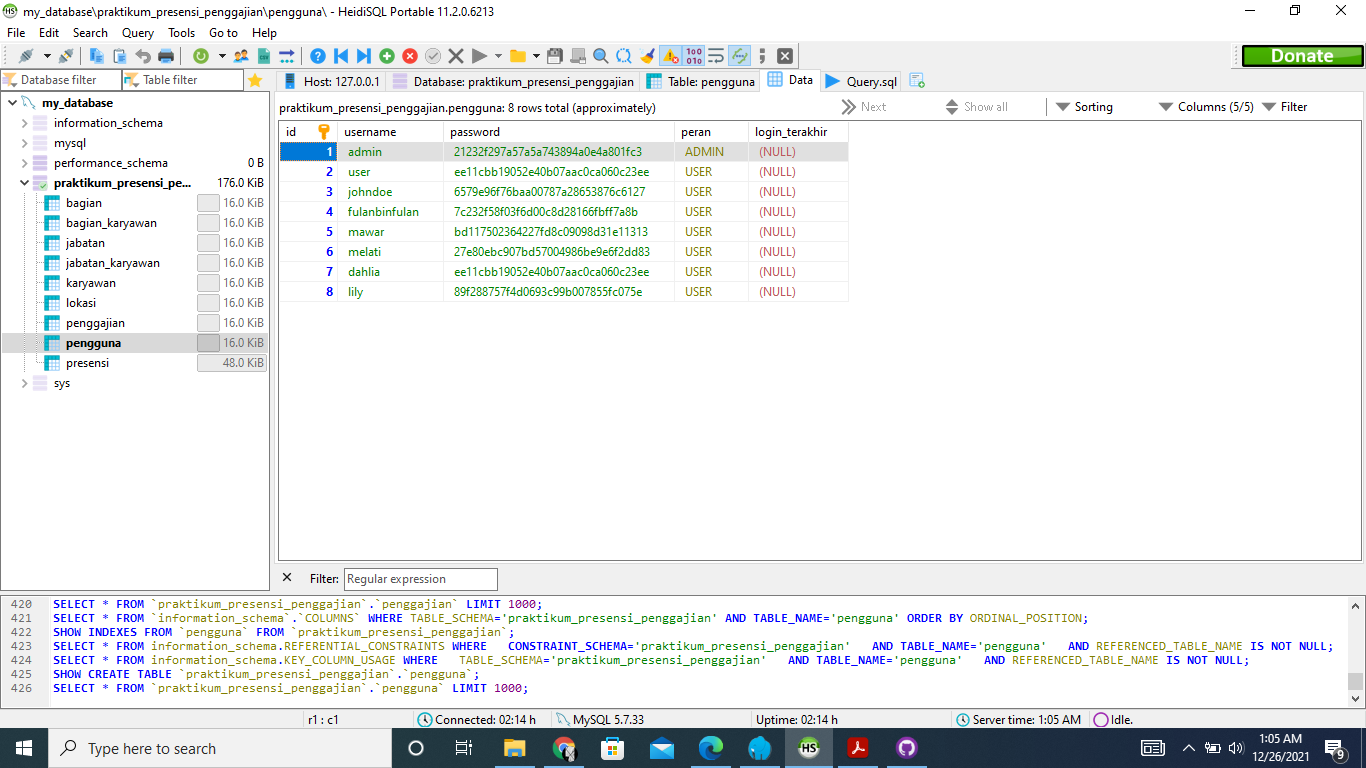 my_database\praktikum_presensi_penggajian\pengguna\ - HeidiSQL Portable 11.2.0.6213
File Edit Search Query Tools Go to Help
Donate
Database filter Table filter Host: 127.0.0.1 Database: praktikum_presensi_penggajian Table: pengguna Data Query.sql
my_database
information_schema
mysql
performance_schema 0 B
praktikum_presensi_pe... 176.0 KiB
bagian 16.0 KiB
bagian_karyawan 16.0 KiB
jabatan 16.0 KiB
jabatan_karyawan 16.0 KiB
karyawan 16.0 KiB
lokasi 16.0 KiB
penggajian 16.0 KiB
pengguna 16.0 KiB
presensi 48.0 KiB
sys
praktikum_presensi_penggajian.pengguna: 8 rows total (approximately) Next Show all Sorting Columns (5/5) Filter
id username password peran login_terakhir
1 admin 21232f297a57a5a743894a0e4a801fc3 ADMIN (NULL)
2 user ee11cbb19052e40b07aac0ca060c23ee USER (NULL)
3 johndoe 6579e96f76baa00787a28653876c6127 USER (NULL)
4 fulanbinfulan 7c232f58f03f6d00c8d28166fbff7a8b USER (NULL)
5 mawar bd117502364227fd8c09098d31e11313 USER (NULL)
6 melati 27e80ebc907bd57004986be9e6f2dd83 USER (NULL)
7 dahlia ee11cbb19052e40b07aac0ca060c23ee USER (NULL)
8 lily 89f288757f4d0693c99b007855fc075e USER (NULL)
Filter: Regular expression
420 SELECT * FROM `praktikum_presensi_penggajian`.`penggajian` LIMIT 1000;
421 SELECT * FROM `information_schema`.`COLUMNS` WHERE TABLE_SCHEMA='praktikum_presensi_penggajian' AND TABLE_NAME='pengguna' ORDER BY ORDINAL_POSITION;
422 SHOW INDEXES FROM `pengguna` FROM `praktikum_presensi_penggajian`;
423 SELECT * FROM information_schema.REFERENTIAL_CONSTRAINTS WHERE CONSTRAINT_SCHEMA='praktikum_presensi_penggajian' AND TABLE_NAME='pengguna' AND REFERENCED_TABLE_NAME IS NOT NULL;
424 SELECT * FROM information_schema.KEY_COLUMN_USAGE WHERE TABLE_SCHEMA='praktikum_presensi_penggajian' AND TABLE_NAME='pengguna' AND REFERENCED_TABLE_NAME IS NOT NULL;
425 SHOW CREATE TABLE `praktikum_presensi_penggajian`.`pengguna`;
426 SELECT * FROM `praktikum_presensi_penggajian`.`pengguna` LIMIT 1000;
r1 : c1 Connected: 02:14 h MySQL 5.7.33 Uptime: 02:14 h Server time: 1:05 AM Idle.
Type here to search
HS
1:05 AM
12/26/2021
9